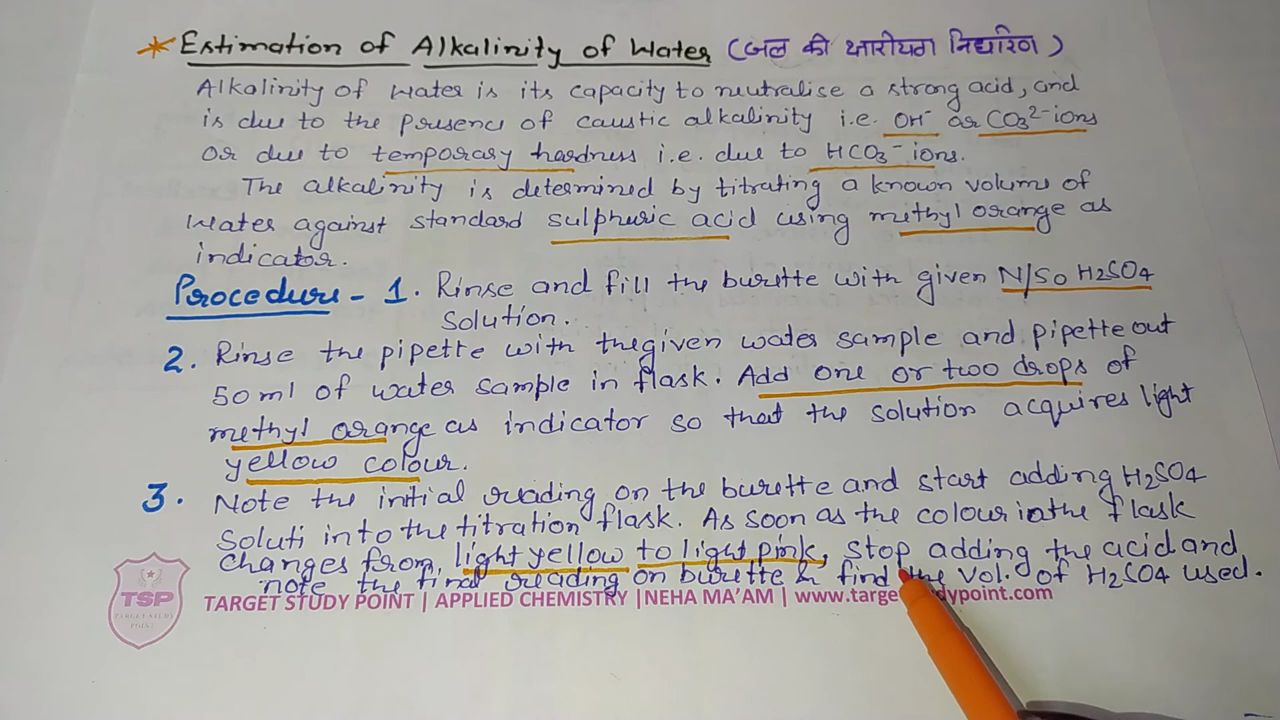 * Estimation of Alkalinity of Water (जल की क्षारीयता निर्धारण)
Alkalinity of water is its capacity to neutralise a strong acid, and
is due to the presence of caustic alkalinity i.e. OH⁻ or CO₃²⁻ ions
or due to temporary hardness i.e. due to HCO₃⁻ ions.
The alkalinity is determined by titrating a known volume of
water against standard sulphuric acid using methyl orange as
indicator.
Procedure - 1. Rinse and fill the burette with given N/50 H₂SO₄
solution.
2. Rinse the pipette with the given water sample and pipette out
50 ml of water sample in flask. Add one or two drops of
methyl orange as indicator so that the solution acquires light
yellow colour.
3. Note the initial reading on the burette and start adding H₂SO₄
Soluti into the titration flask. As soon as the colour in the flask
changes from light yellow to light pink, stop adding the acid and
note the final reading on burette & find the vol. of H₂SO₄ used.
TSP
TARGET STUDY
POINT
TARGET STUDY POINT | APPLIED CHEMISTRY |NEHA MA'AM | www.targetstudypoint.com